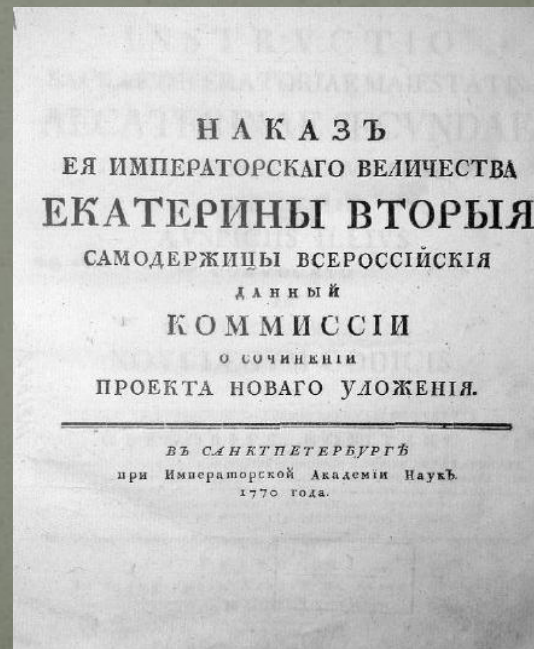 НАКАЗЪ
ЕЯ ИМПЕРАТОРСКАГО ВЕЛИЧЕСТВА
ЕКАТЕРИНЫ ВТОРЫЯ
САМОДЕРЖИЦЫ ВСЕРОССІЙСКІЯ
ДАННЫЙ
КОММИССІИ
О СОЧИНЕНІИ
ПРОЕКТА НОВАГО УЛОЖЕНІЯ.
ВЪ САНКТПЕТЕРБУРГѢ
при Императорской Академіи Наукъ.
1770 года.